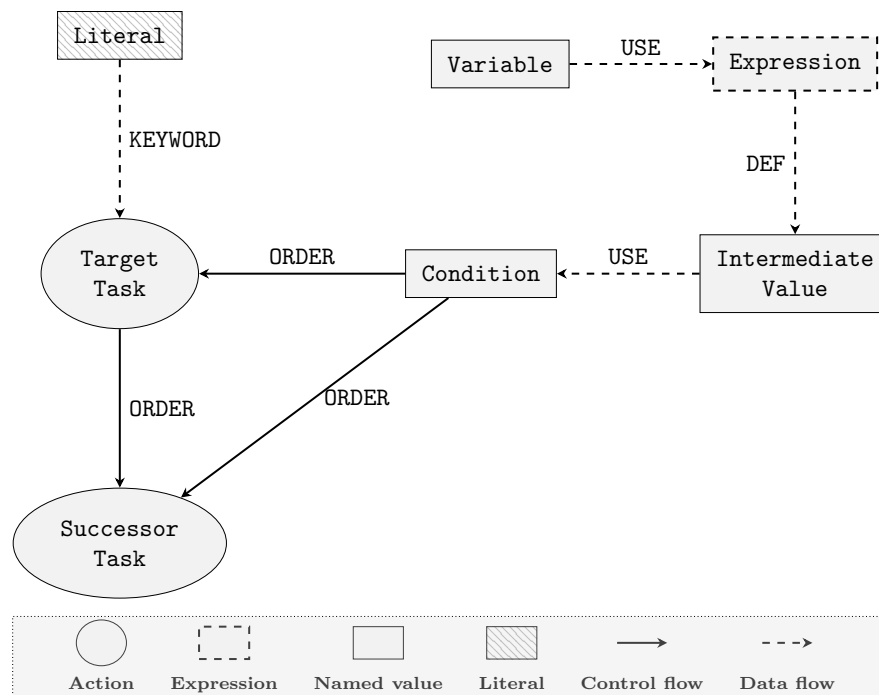 Literal
Variable
USE
Expression
KEYWORD
DEF
Target
Task
ORDER
Condition
USE
Intermediate
Value
ORDER
ORDER
Successor
Task
Action
Expression
Named value
Literal
Control flow
Data flow